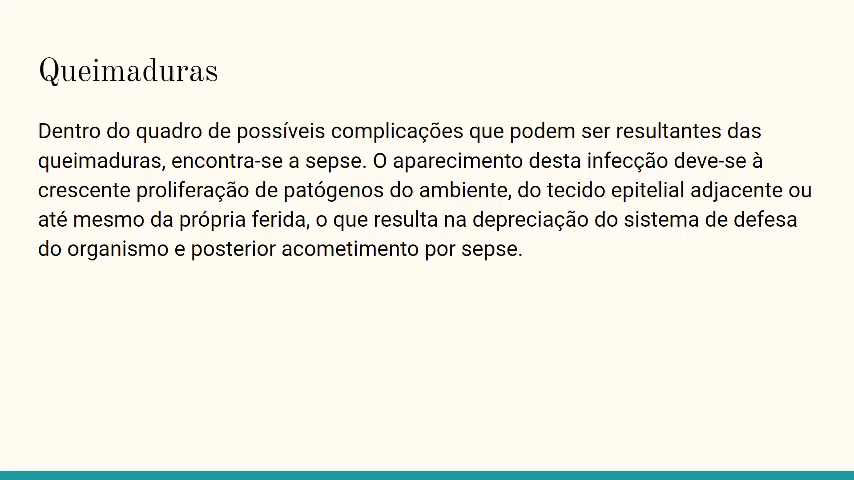 Queimaduras
Dentro do quadro de possíveis complicações que podem ser resultantes das
queimaduras, encontra-se a sepse. O aparecimento desta infecção deve-se à
crescente proliferação de patógenos do ambiente, do tecido epitelial adjacente ou
até mesmo da própria ferida, o que resulta na depreciação do sistema de defesa
do organismo e posterior acometimento por sepse.